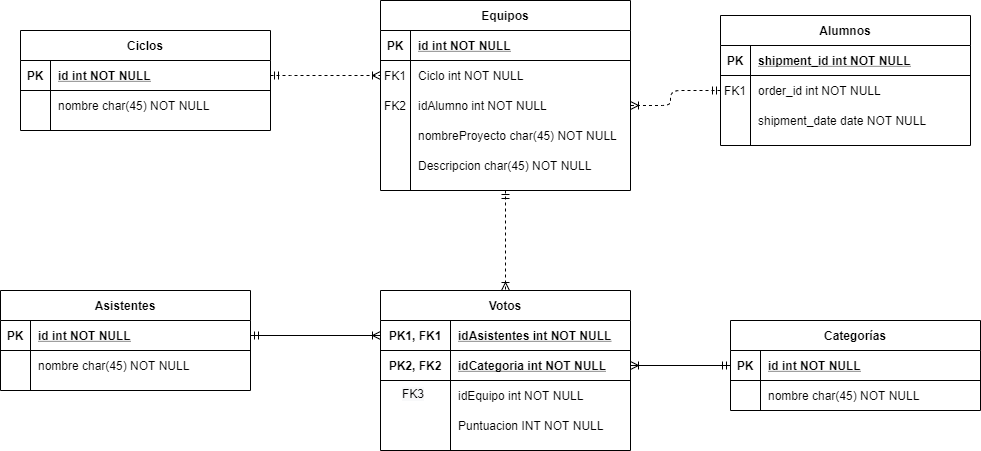 Ciclos
PK id int NOT NULL
nombre char(45) NOT NULL
Equipos
PK id int NOT NULL
FK1 Ciclo int NOT NULL
FK2 idAlumno int NOT NULL
nombreProyecto char(45) NOT NULL
Descripcion char(45) NOT NULL
Alumnos
PK shipment_id int NOT NULL
FK1 order_id int NOT NULL
shipment_date date NOT NULL
Asistentes
PK id int NOT NULL
nombre char(45) NOT NULL
Votos
PK1, FK1 idAsistentes int NOT NULL
PK2, FK2 idCategoria int NOT NULL
FK3 idEquipo int NOT NULL
Puntuacion INT NOT NULL
Categorías
PK id int NOT NULL
nombre char(45) NOT NULL